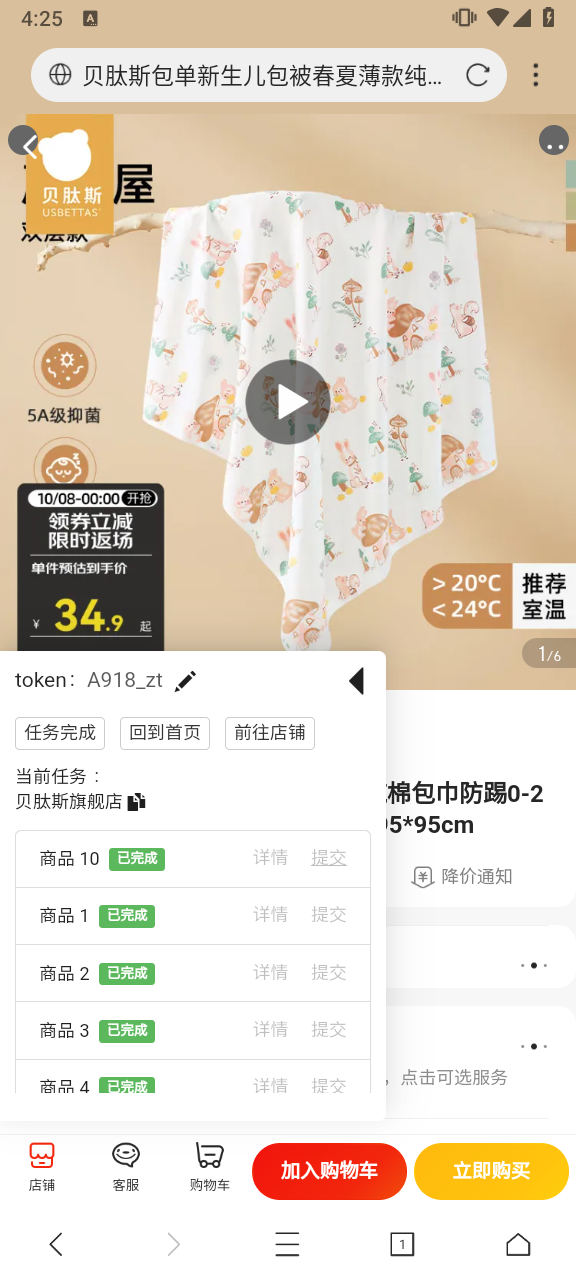 4:25
A
贝肽斯包单新生儿包被春夏薄款纯...
屋
贝肽斯
USBETTAS
双层款
5A级抑菌
10/08-00:00 开抢
领券立减
限时返场
单件预估到手价
¥ 34.9 起
> 20°C
< 24°C
推荐
室温
1/6
token: A918_zt
任务完成 回到首页 前往店铺
当前任务：
贝肽斯旗舰店
商品 10 已完成 详情 提交
商品 1 已完成 详情 提交
商品 2 已完成 详情 提交
商品 3 已完成 详情 提交
商品 4 已完成 详情 提交
棉包巾防踢0-2
95*95cm
降价通知
，点击可选服务
店铺 客服 购物车 加入购物车 立即购买
1